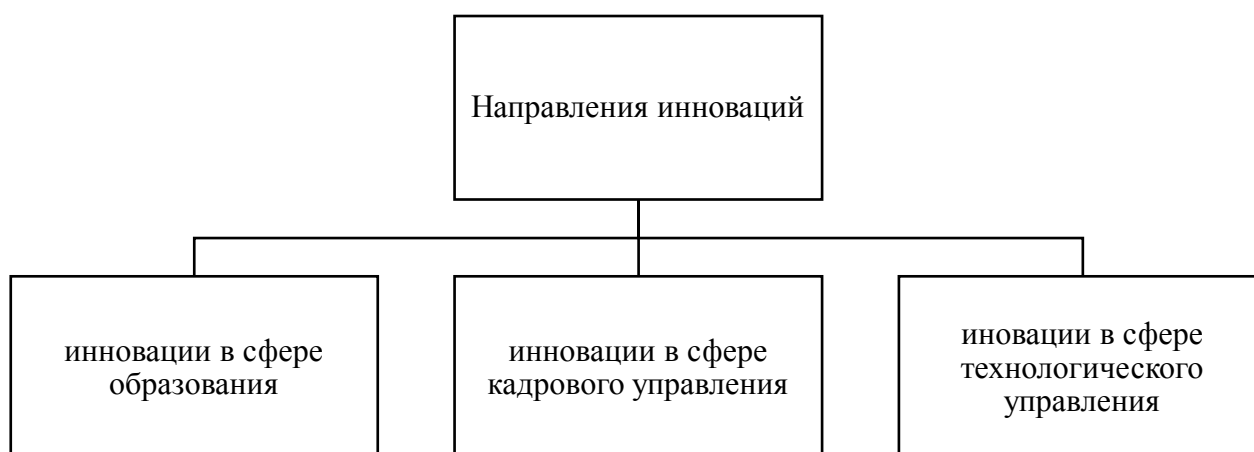 Направления инноваций
инновации в сфере
образования
инновации в сфере
кадрового управления
иновации в сфере
технологического
управления